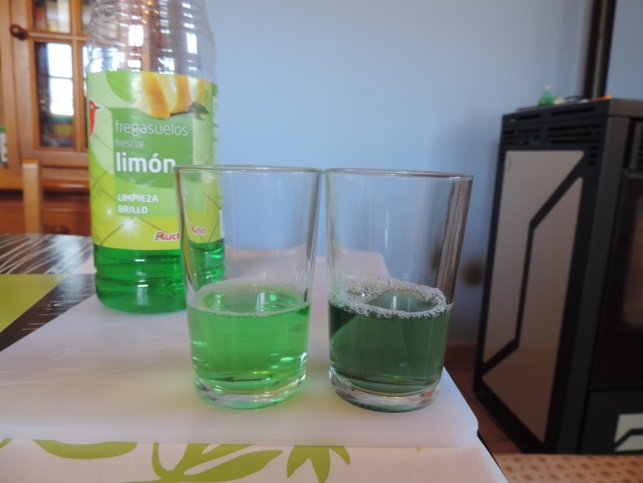 fregasuelos
frescor
limón
LIMPIEZA
BRILLO
Auchan